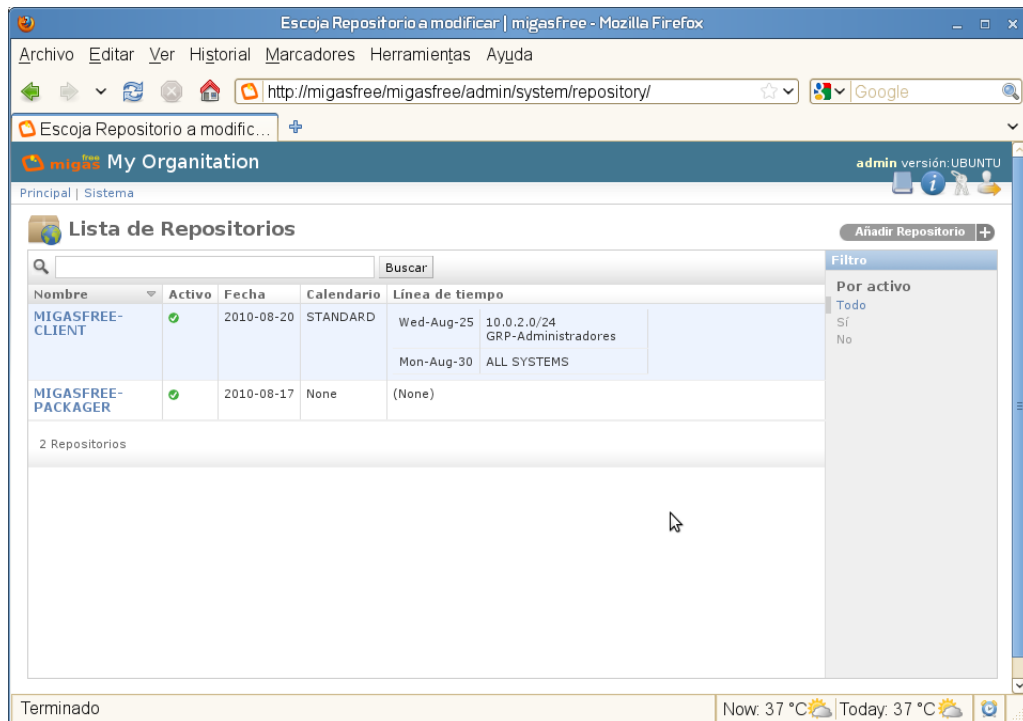 Escoja Repositorio a modificar | migasfree - Mozilla Firefox
Archivo Editar Ver Historial Marcadores Herramientas Ayuda
http://migasfree/migasfree/admin/system/repository/ Google
Escoja Repositorio a modific...
migas free My Organitation admin versión:UBUNTU
Principal | Sistema
Lista de Repositorios Añadir Repositorio
Buscar Filtro
Nombre Activo Fecha Calendario Línea de tiempo Por activo
MIGASFREE-CLIENT 2010-08-20 STANDARD Wed-Aug-25 10.0.2.0/24 Todo
GRP-Administradores Sí
Mon-Aug-30 ALL SYSTEMS No
MIGASFREE-PACKAGER 2010-08-17 None (None)
2 Repositorios
Terminado Now: 37 °C Today: 37 °C